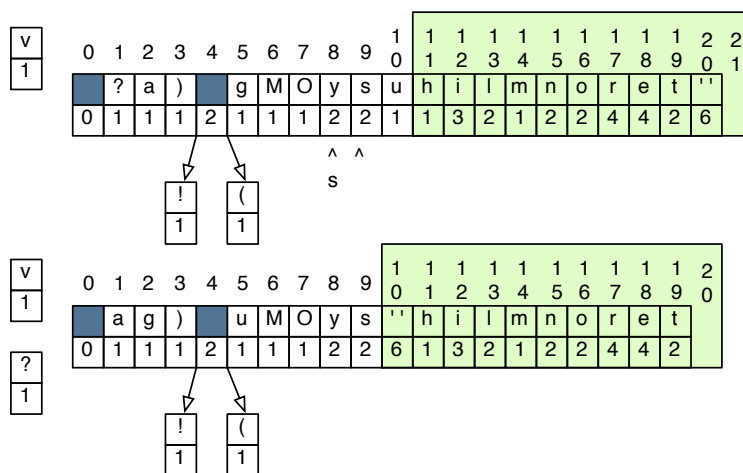 v
1
0 1 2 3 4 5 6 7 8 9 10 11 12 13 14 15 16 17 18 19 20 21
? a ) g M O y s u h i l m n o r e t ''
0 1 1 1 2 1 1 1 2 2 1 1 3 2 1 2 2 4 4 2 6
^ ^
s
! (
1 1
v
1
0 1 2 3 4 5 6 7 8 9 10 11 12 13 14 15 16 17 18 19 20
a g ) u M O y s '' h i l m n o r e t
0 1 1 1 2 1 1 1 2 2 6 1 3 2 1 2 2 4 4 2
?
1
! (
1 1